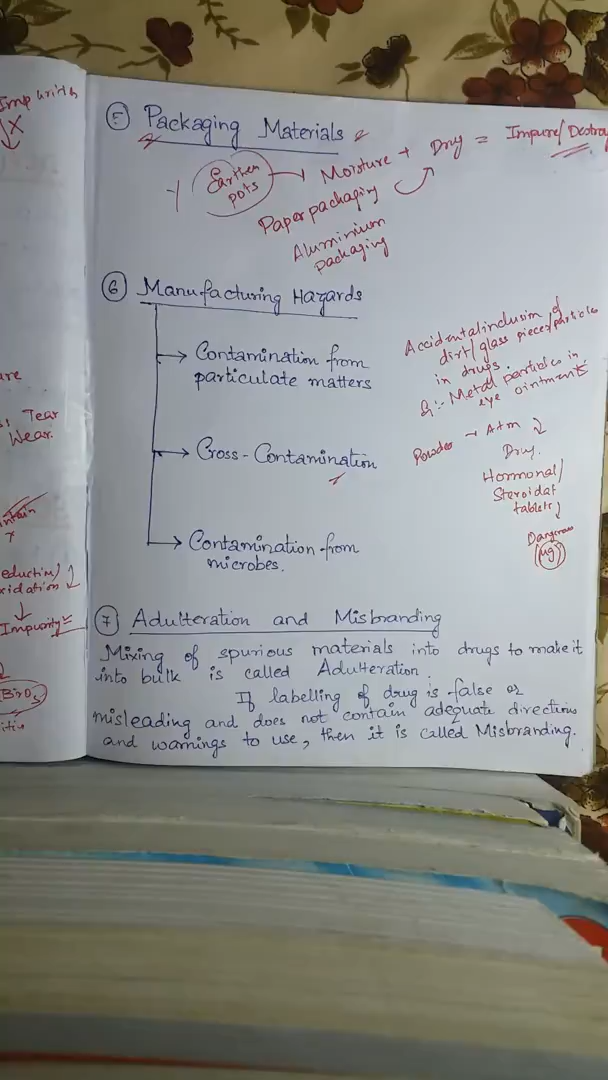 Impurities
X
⑤ Packaging Materials
Earthen pots → Moisture + Drug = Impure/Destroy
Paper packaging
Aluminium
packaging
⑥ Manufacturing Hazards
→ Contamination from
particulate matters
Accidental inclusion of
dirt/glass pieces/particles
in drugs.
Eg:- Metal particles in
eye ointments
→ Cross-Contamination
Powder → Atm ↓
Drug.
Hormonal/
Steroidal
tablets ↓
Dangerous
(μg)
→ Contamination from
microbes.
Tear
Wear.
Impurity
⑦ Adulteration and Misbranding
Mixing of spurious materials into drugs to make it
into bulk is called Adulteration.
If labelling of drug is false or
misleading and does not contain adequate directions
and warnings to use, then it is called Misbranding.